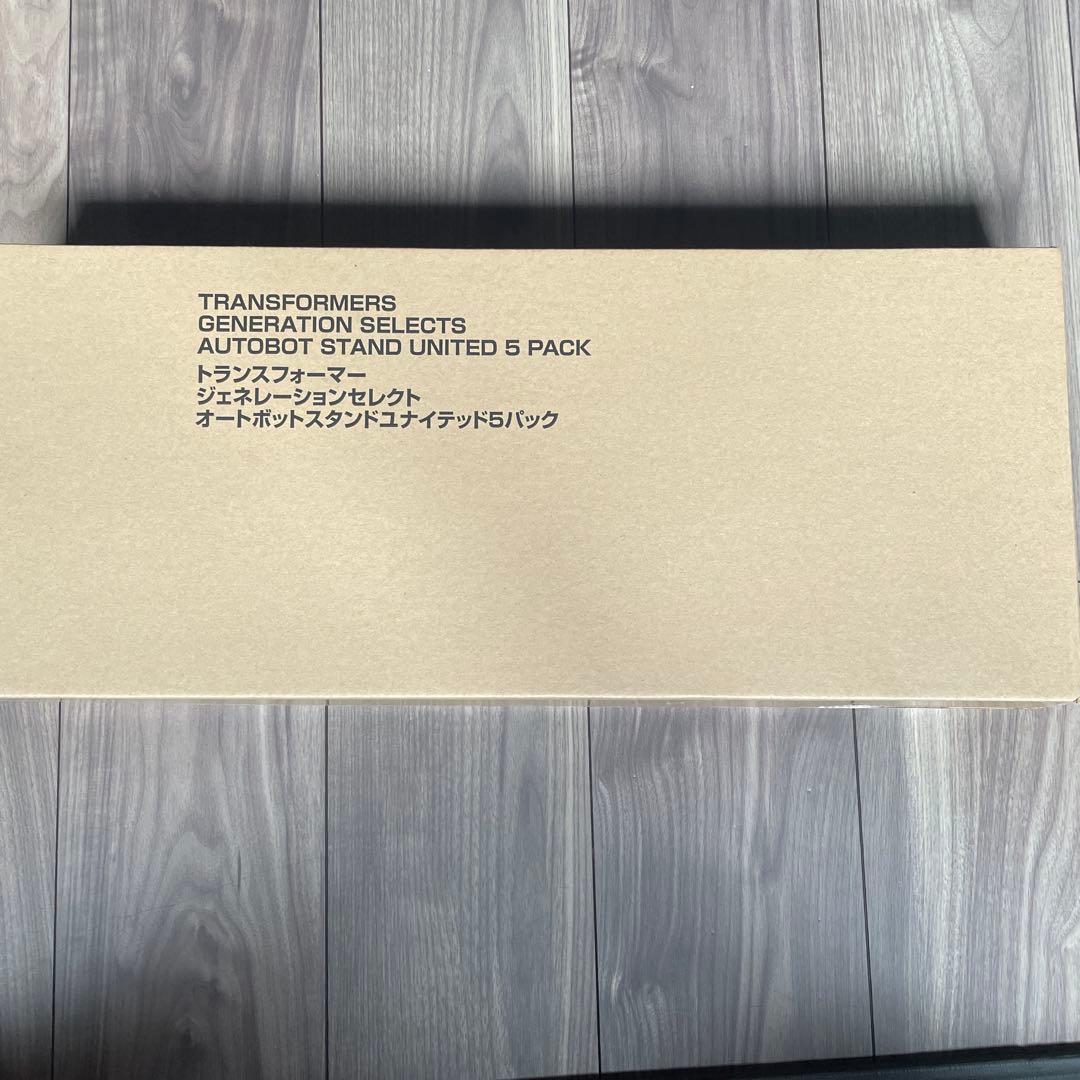 TRANSFORMERS
GENERATION SELECTS
AUTOBOT STAND UNITED 5 PACK
トランスフォーマー
ジェネレーションセレクト
オートボットスタンドユナイテッド5パック